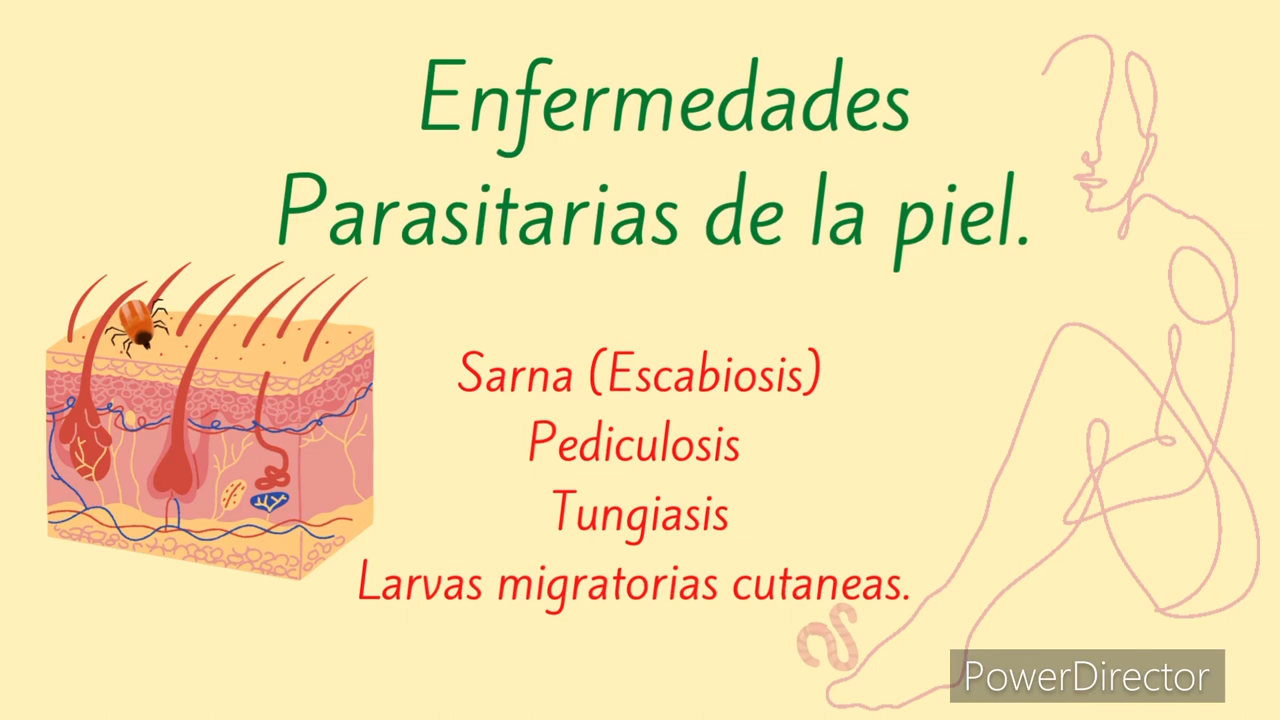 Enfermedades
Parasitarias de la piel.
Sarna (Escabiosis)
Pediculosis
Tungiasis
Larvas migratorias cutaneas.
PowerDirector